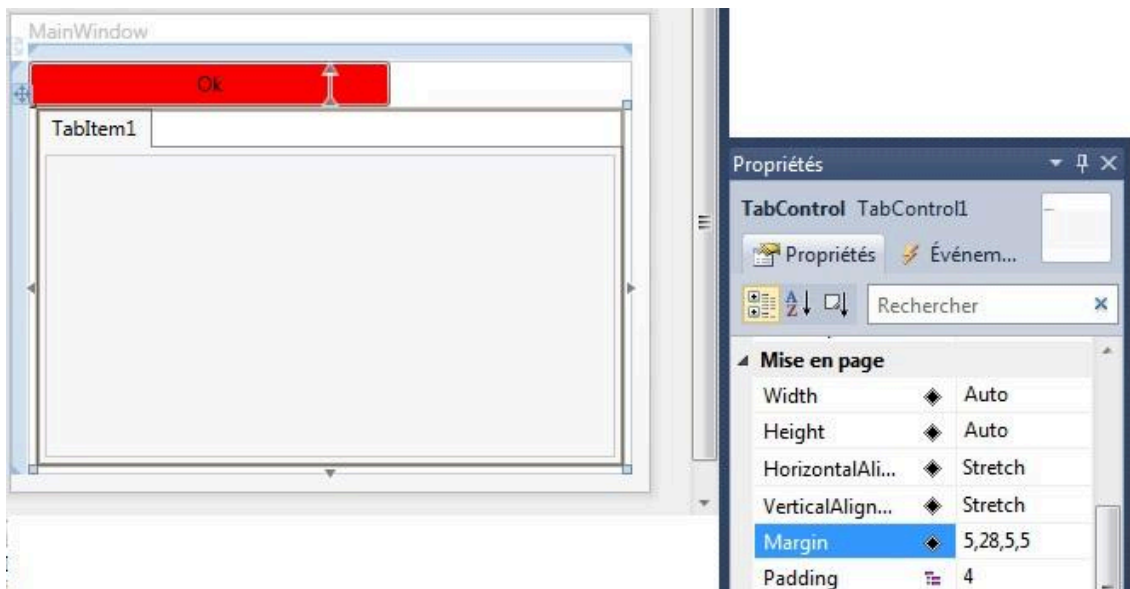 MainWindow
Ok
TabItem1
Propriétés
TabControl TabControl1
Propriétés Événem...
Rechercher
Mise en page
Width Auto
Height Auto
HorizontalAli... Stretch
VerticalAlign... Stretch
Margin 5,28,5,5
Padding 4